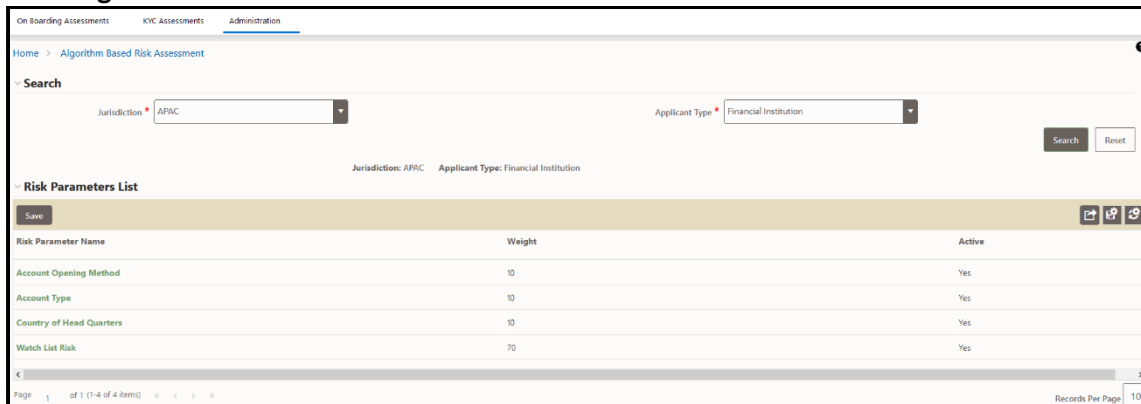 On Boarding Assessments KYC Assessments Administration
Home > Algorithm Based Risk Assessment
Search
Jurisdiction * APAC Applicant Type * Financial Institution
Search Reset
Jurisdiction: APAC Applicant Type: Financial Institution
Risk Parameters List
Save
Risk Parameter Name Weight Active
Account Opening Method 10 Yes
Account Type 10 Yes
Country of Head Quarters 10 Yes
Watch List Risk 70 Yes
Page 1 of 1 (1-4 of 4 items) Records Per Page 10